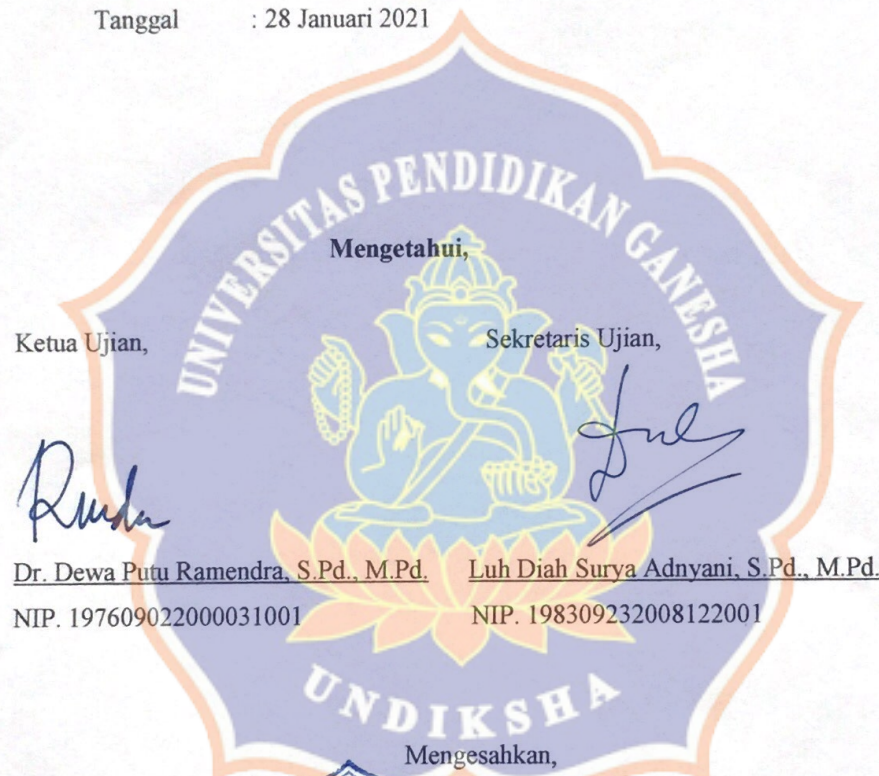 Tanggal : 28 Januari 2021
UNIVERSITAS PENDIDIKAN GANESHA
Mengetahui,
Ketua Ujian, Sekretaris Ujian,
Dr. Dewa Putu Ramendra, S.Pd., M.Pd. Luh Diah Surya Adnyani, S.Pd., M.Pd.
NIP. 197609022000031001 NIP. 198309232008122001
UNDIKSHA
Mengesahkan,